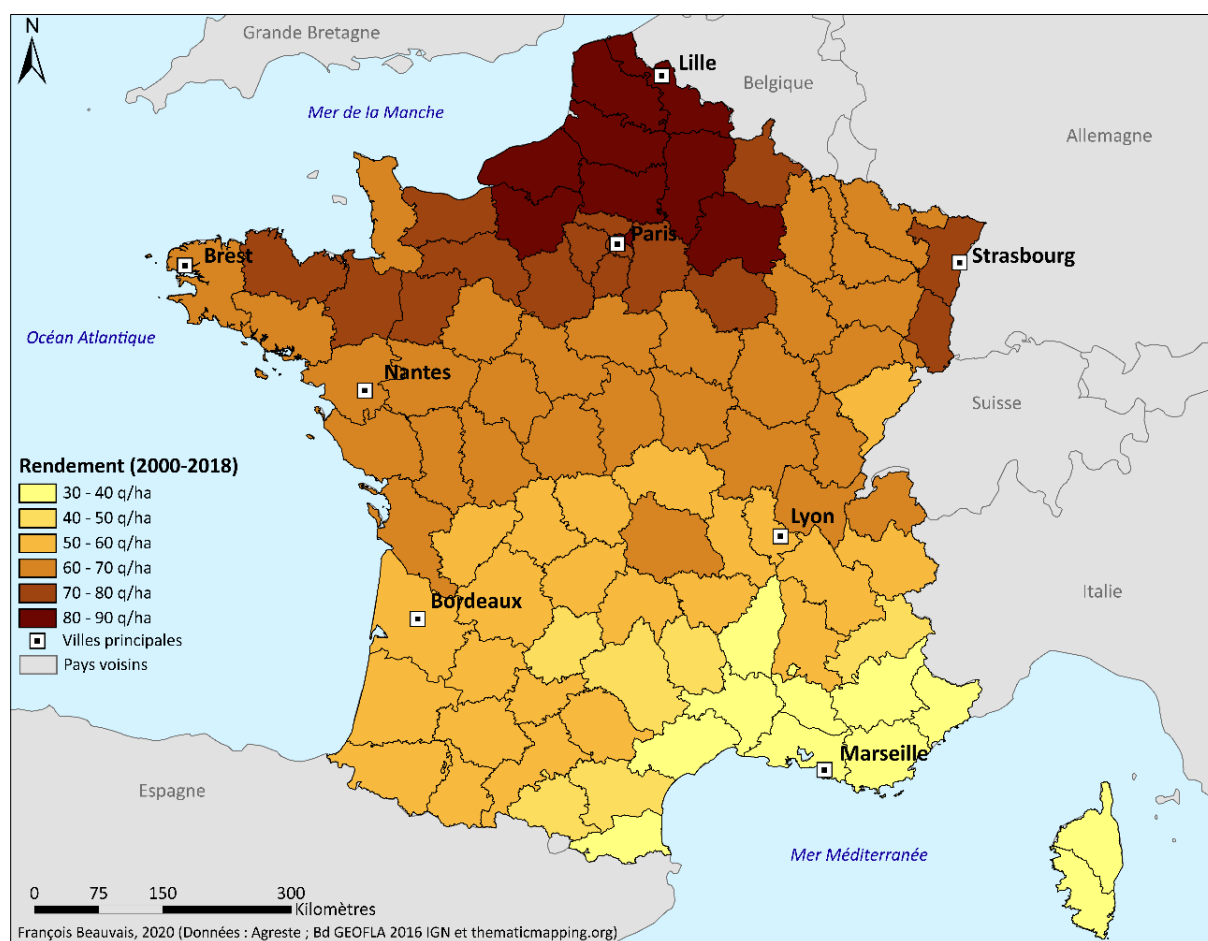 N
Grande Bretagne
Lille
Belgique
Mer de la Manche
Allemagne
Paris
Brest
Strasbourg
Océan Atlantique
Nantes
Suisse
Rendement (2000-2018)
30 - 40 q/ha
40 - 50 q/ha
50 - 60 q/ha
60 - 70 q/ha
70 - 80 q/ha
80 - 90 q/ha
Villes principales
Pays voisins
Lyon
Italie
Bordeaux
Marseille
Espagne
Mer Méditerranée
0 75 150 300
Kilomètres
François Beauvais, 2020 (Données : Agreste ; Bd GEOFLA 2016 IGN et thematicmapping.org)